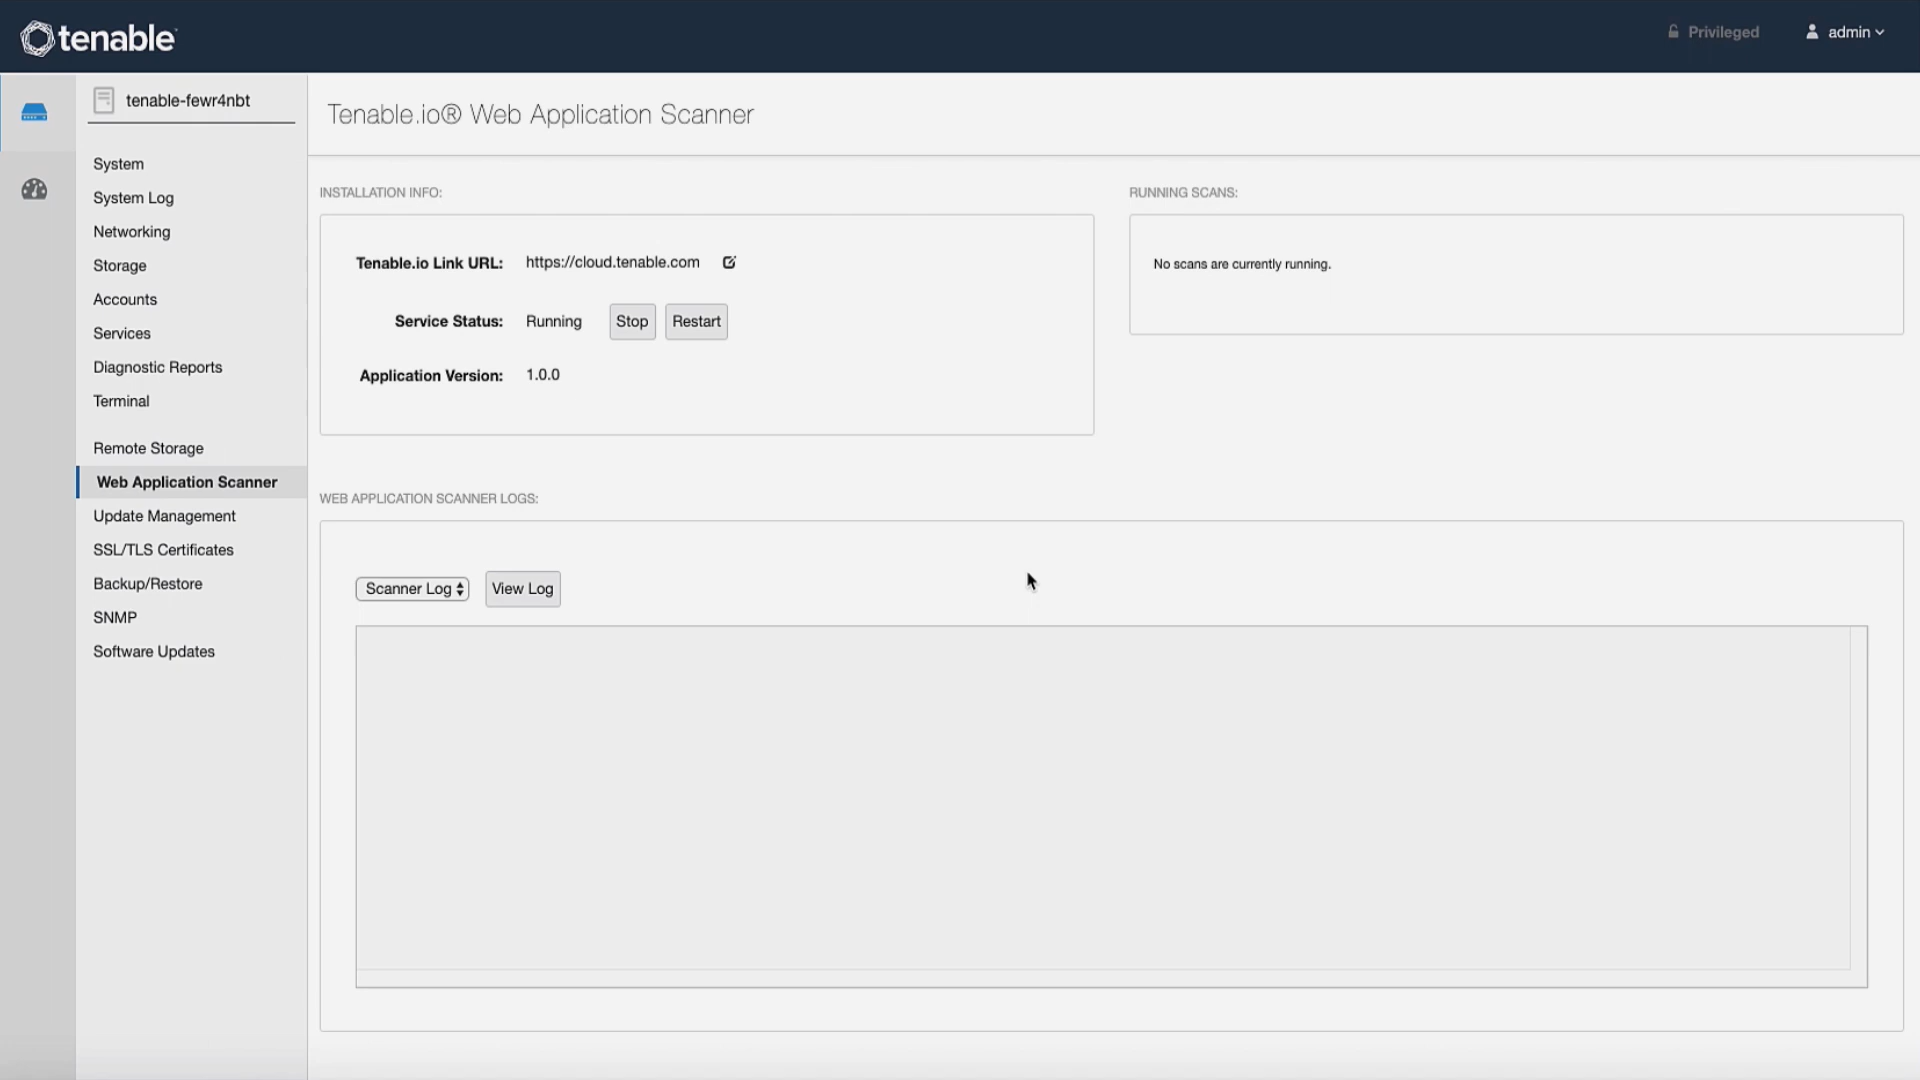 tenable
Privileged
admin
tenable-fewr4nbt
System
System Log
Networking
Storage
Accounts
Services
Diagnostic Reports
Terminal
Remote Storage
Web Application Scanner
Update Management
SSL/TLS Certificates
Backup/Restore
SNMP
Software Updates
Tenable.io® Web Application Scanner
INSTALLATION INFO:
Tenable.io Link URL: https://cloud.tenable.com
Service Status: Running Stop Restart
Application Version: 1.0.0
RUNNING SCANS:
No scans are currently running.
WEB APPLICATION SCANNER LOGS:
Scanner Log View Log